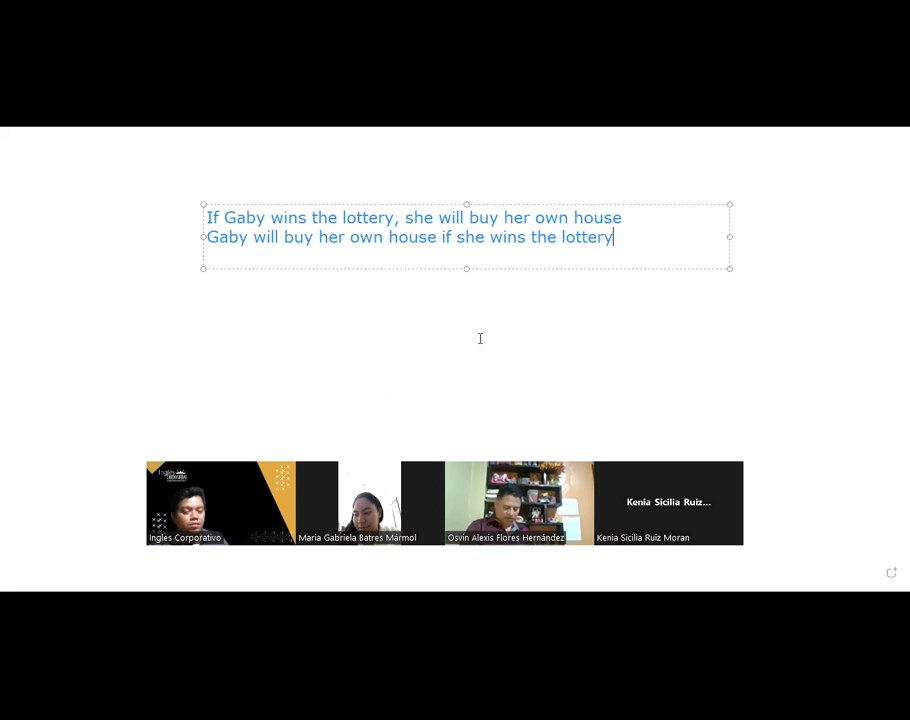 If Gaby wins the lottery, she will buy her own house
Gaby will buy her own house if she wins the lottery
Kenia Sicilia Ruiz...
Ingles Corporativo
Maria Gabriela Batres Marmol
Osvin Alexis Flores Hernández
Kenia Sicilia Ruiz Moran